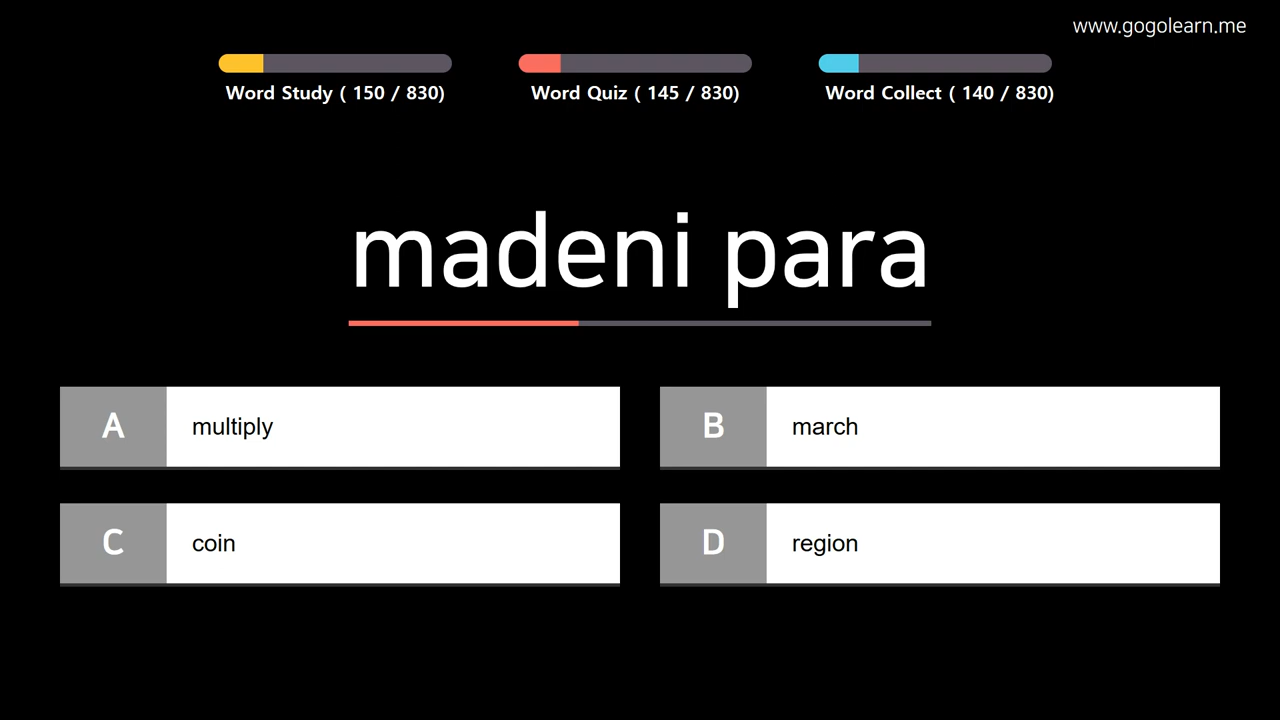 www.gogolearn.me
Word Study ( 150 / 830)
Word Quiz ( 145 / 830)
Word Collect ( 140 / 830)
madeni para
A multiply
B march
C coin
D region